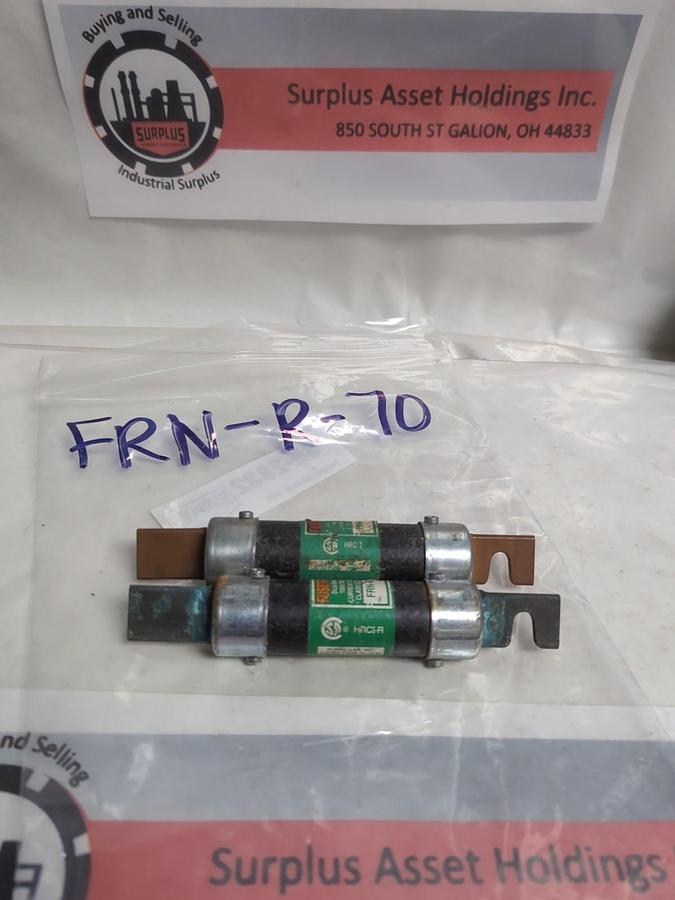 Buying and Selling
SURPLUS
Industrial Surplus
Surplus Asset Holdings Inc.
850 SOUTH ST GALION, OH 44833
FRN-R-70
HRCI
FUSE
HRCI-R
nd Selling
Surplus Asset Holdings